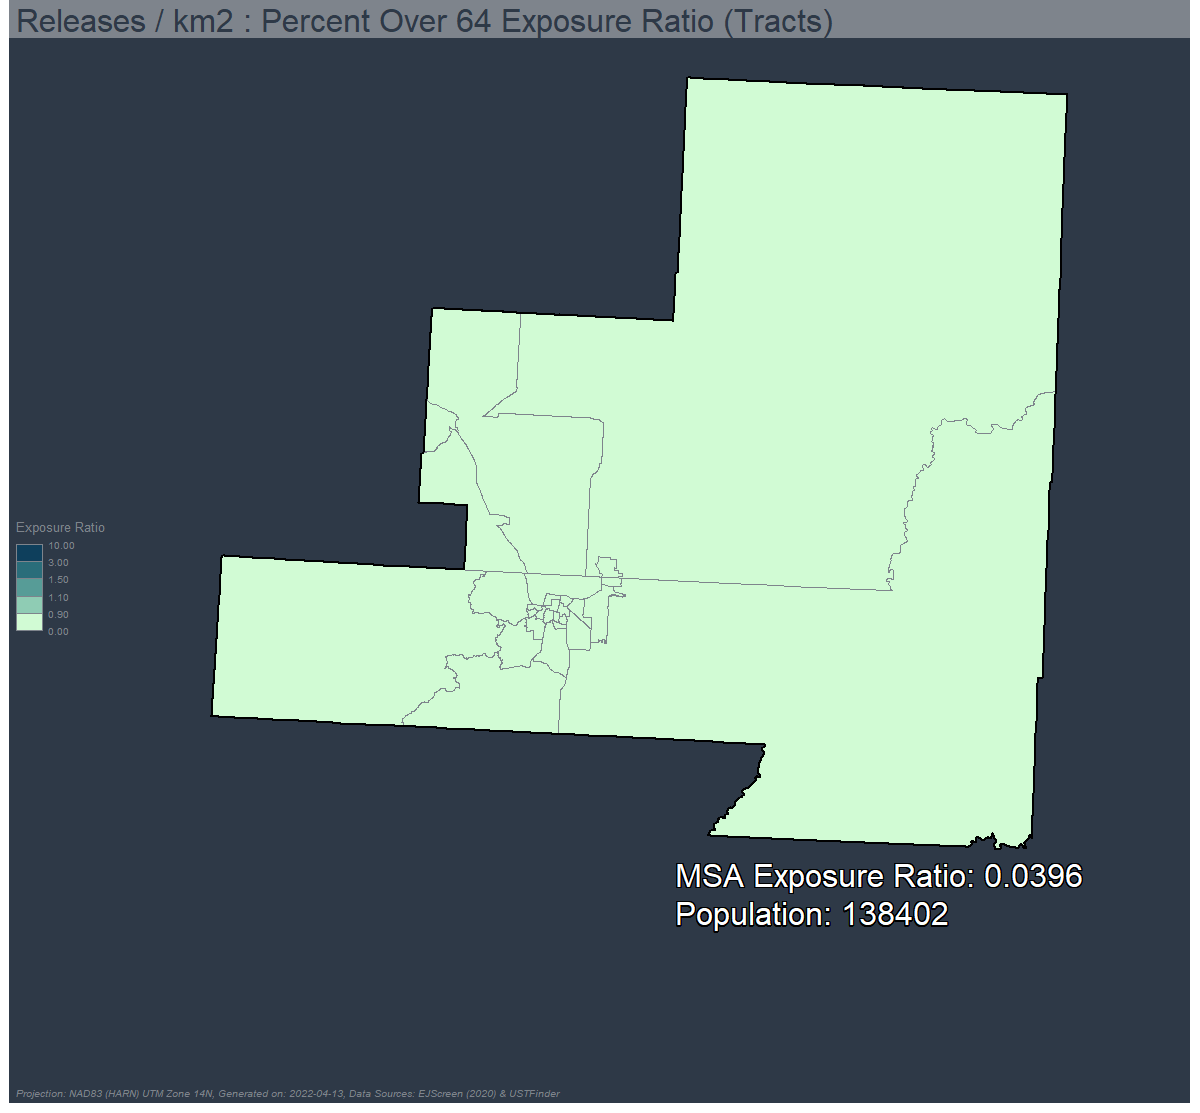 Releases / km2 : Percent Over 64 Exposure Ratio (Tracts)
Exposure Ratio
10.00
3.00
1.50
1.10
0.90
0.00
MSA Exposure Ratio: 0.0396
Population: 138402
Projection: NAD83 (HARN) UTM Zone 14N, Generated on: 2022-04-13, Data Sources: EJScreen (2020) & USTFinder